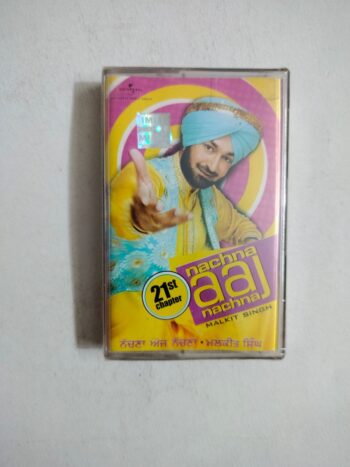 21st
chapter
nachna
aaj
nachna
MALKIT SINGH
ਨੱਚਣਾ ਅੱਜ ਨੱਚਣਾ • ਮਲਕੀਤ ਸਿੰਘ